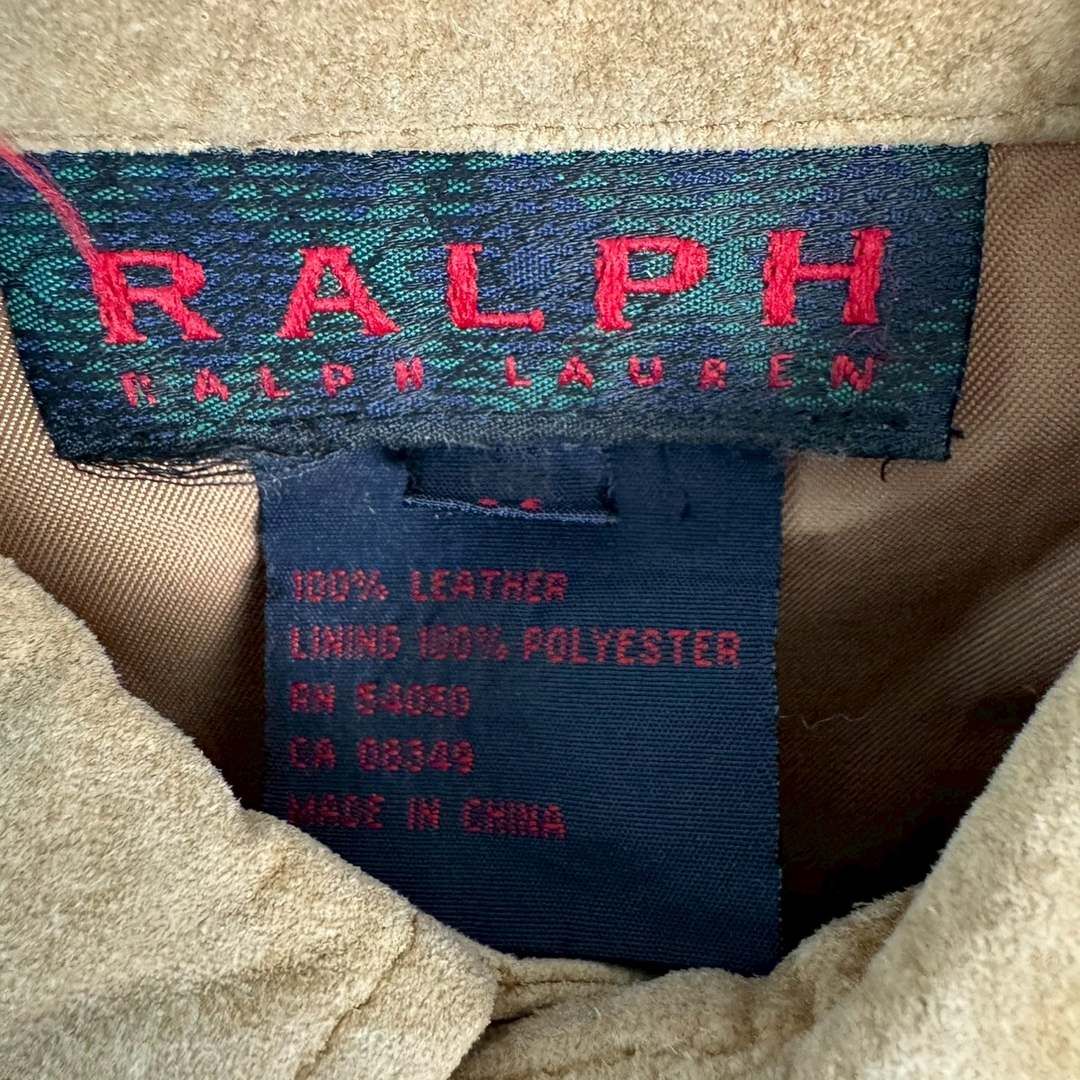 RALPH
RALPH LAUREN
100% LEATHER
LINING 100% POLYESTER
RN 54050
CA 08349
MADE IN CHINA